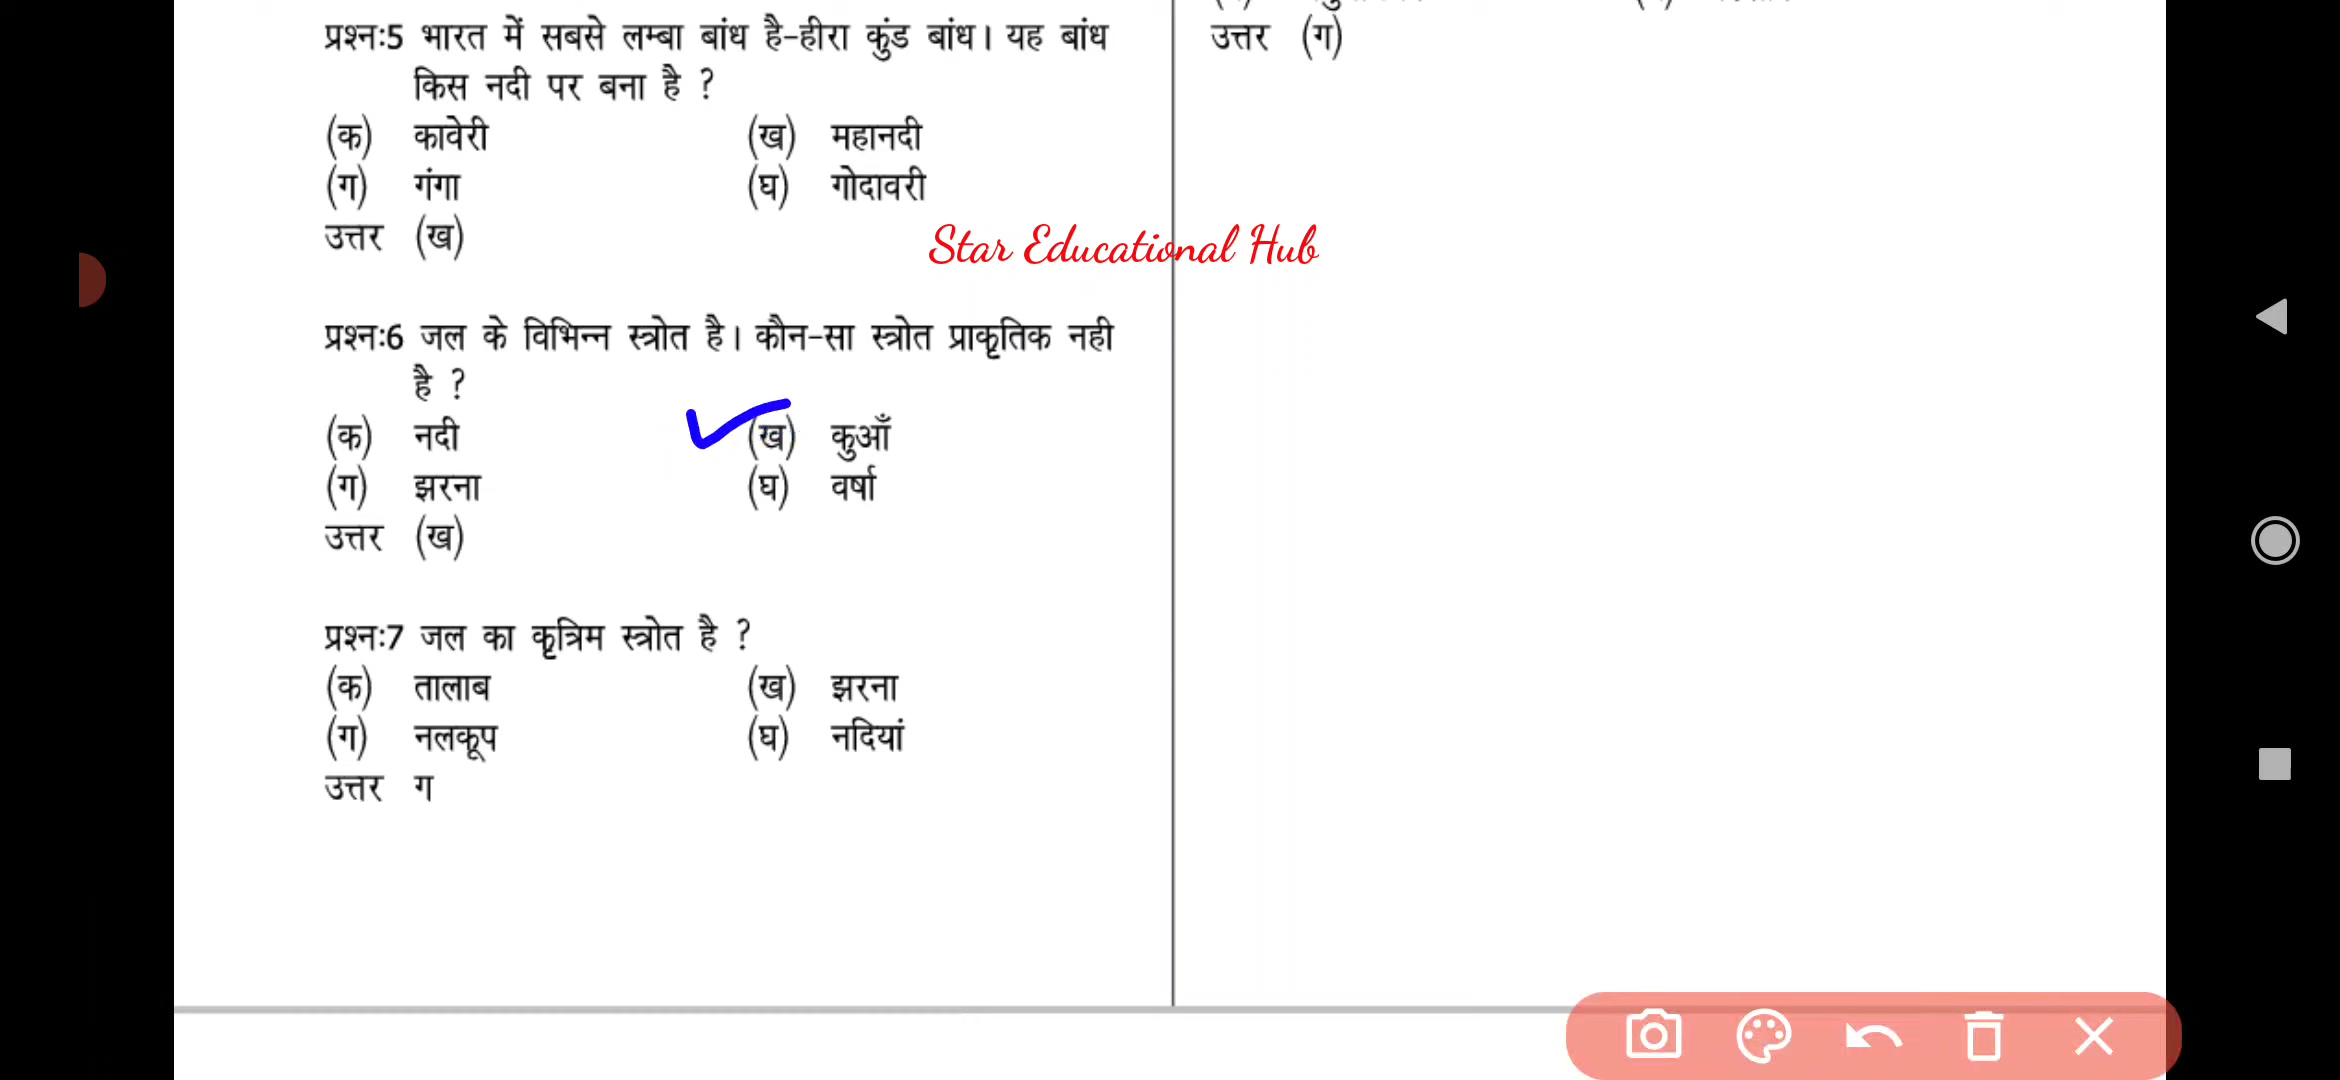 प्रश्न:5 भारत में सबसे लम्बा बांध है-हीरा कुंड बांध। यह बांध
किस नदी पर बना है ?
(क) कावेरी (ख) महानदी
(ग) गंगा (घ) गोदावरी
उत्तर (ख)
प्रश्न:6 जल के विभिन्न स्त्रोत है। कौन-सा स्त्रोत प्राकृतिक नही
है ?
(क) नदी (ख) कुआँ
(ग) झरना (घ) वर्षा
उत्तर (ख)
प्रश्न:7 जल का कृत्रिम स्त्रोत है ?
(क) तालाब (ख) झरना
(ग) नलकूप (घ) नदियां
उत्तर ग
उत्तर (ग)
Star Educational Hub